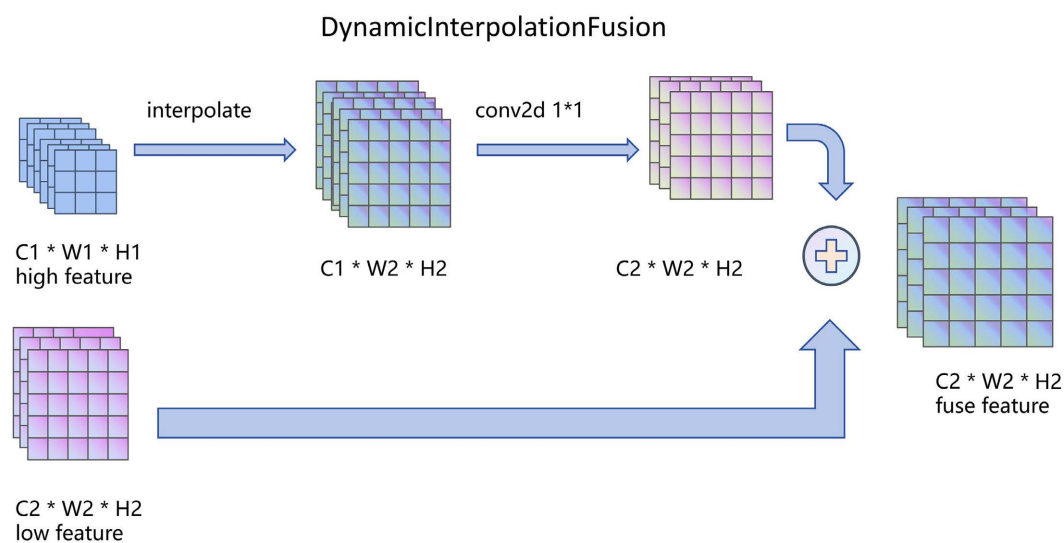 DynamicInterpolationFusion
interpolate
conv2d 1*1
C1 * W1 * H1
high feature
C1 * W2 * H2
C2 * W2 * H2
C2 * W2 * H2
fuse feature
C2 * W2 * H2
low feature